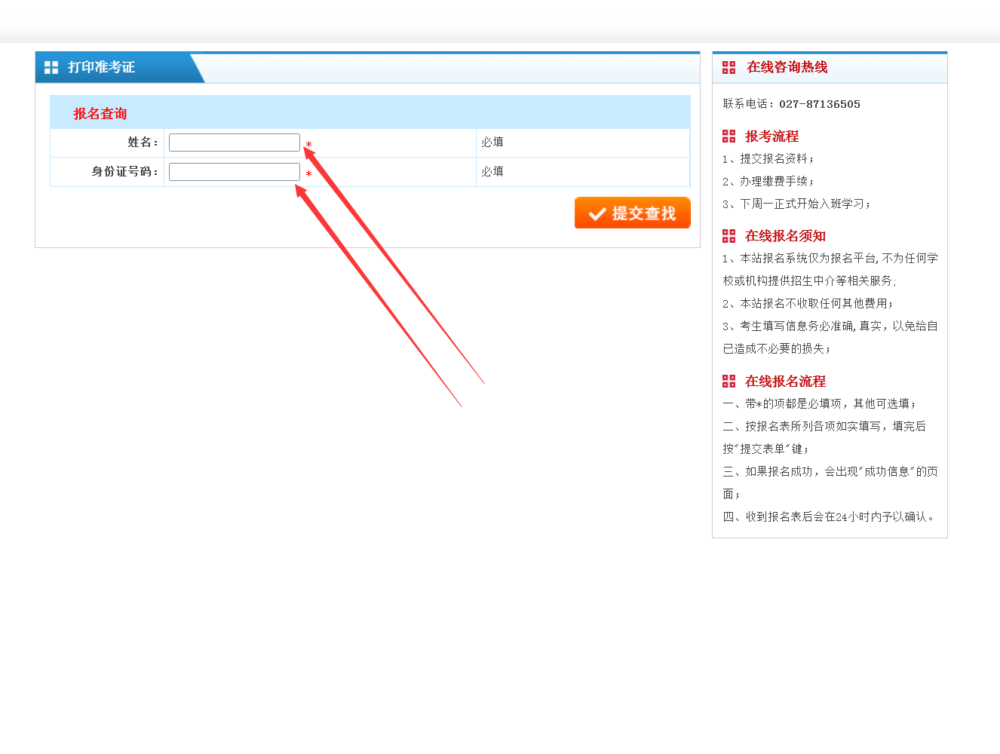 打印准考证
报名查询
姓名： * 必填
身份证号码： * 必填
提交查找
在线咨询热线
联系电话：027-87136505
报考流程
1、提交报名资料；
2、办理缴费手续；
3、下周一正式开始入班学习；
在线报名须知
1、本站报名系统仅为报名平台,不为任何学
校或机构提供招生中介等相关服务;
2、本站报名不收取任何其他费用；
3、考生填写信息务必准确,真实，以免给自
已造成不必要的损失；
在线报名流程
一、带*的项都是必填项，其他可选填；
二、按报名表所列各项如实填写，填完后
按"提交表单"键；
三、如果报名成功，会出现"成功信息"的页
面；
四、收到报名表后会在24小时内予以确认。